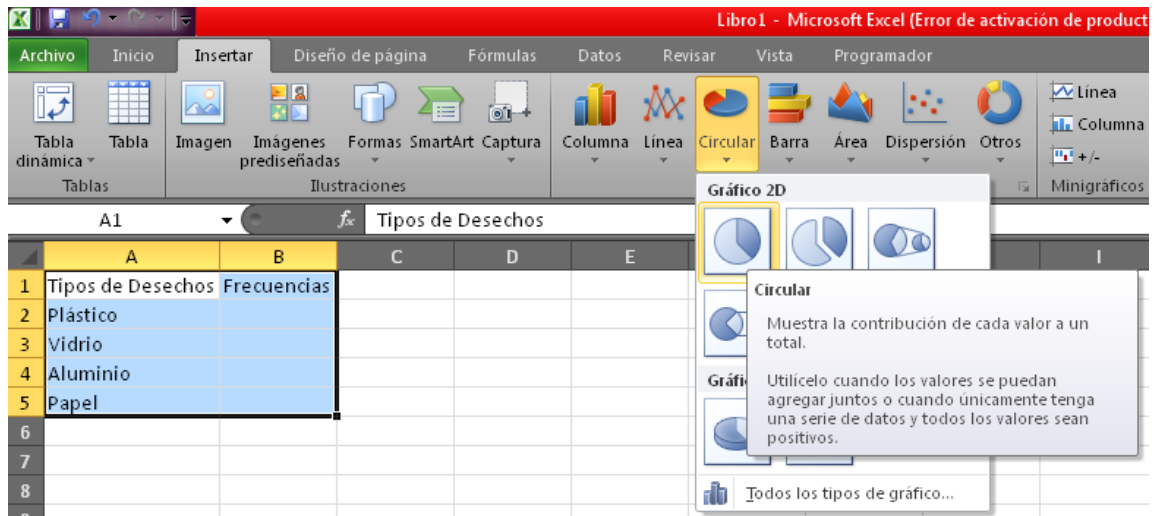 Libro1 - Microsoft Excel (Error de activación de product
Archivo Inicio Insertar Diseño de página Fórmulas Datos Revisar Vista Programador
Tabla dinámica
Tabla
Imagen
Imágenes prediseñadas
Formas
SmartArt
Captura
Columna
Línea
Circular
Barra
Área
Dispersión
Otros
Línea
Columna
+/-
Tablas
Ilustraciones
Minigráficos
A1 fx Tipos de Desechos
A B C D E I
1 Tipos de Desechos Frecuencias
2 Plástico
3 Vidrio
4 Aluminio
5 Papel
6
7
8
Gráfico 2D
Circular
Muestra la contribución de cada valor a un
total.
Utilícelo cuando los valores se puedan
agregar juntos o cuando únicamente tenga
una serie de datos y todos los valores sean
positivos.
Todos los tipos de gráfico...